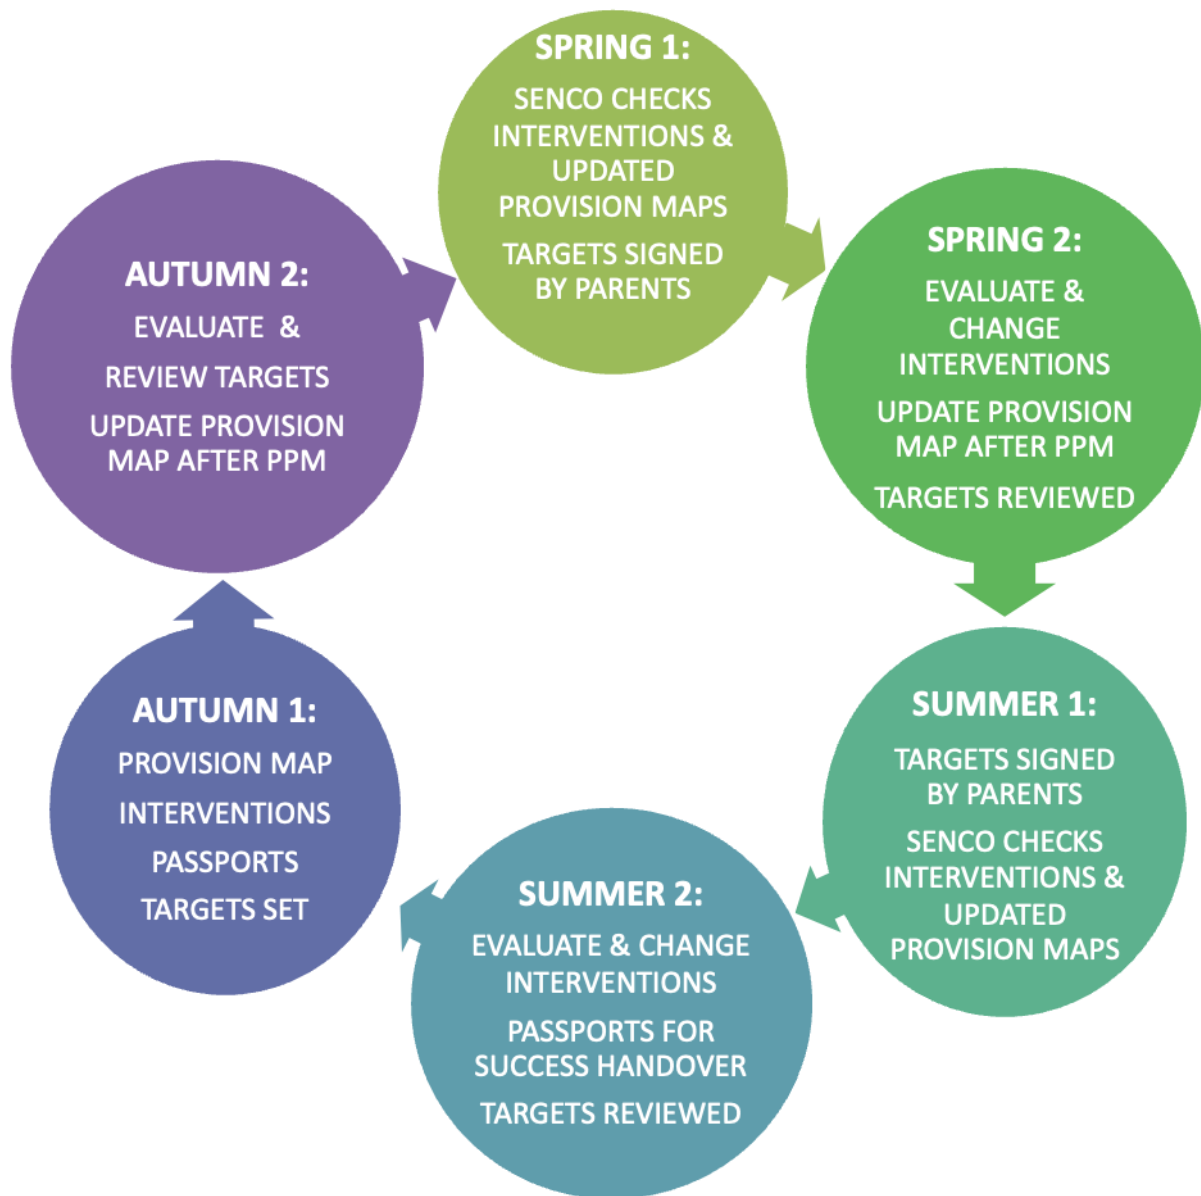 SPRING 1:
SENCO CHECKS
INTERVENTIONS &
UPDATED
PROVISION MAPS
TARGETS SIGNED
BY PARENTS
SPRING 2:
EVALUATE &
CHANGE
INTERVENTIONS
UPDATE PROVISION
MAP AFTER PPM
TARGETS REVIEWED
SUMMER 1:
TARGETS SIGNED
BY PARENTS
SENCO CHECKS
INTERVENTIONS &
UPDATED
PROVISION MAPS
SUMMER 2:
EVALUATE & CHANGE
INTERVENTIONS
PASSPORTS FOR
SUCCESS HANDOVER
TARGETS REVIEWED
AUTUMN 1:
PROVISION MAP
INTERVENTIONS
PASSPORTS
TARGETS SET
AUTUMN 2:
EVALUATE &
REVIEW TARGETS
UPDATE PROVISION
MAP AFTER PPM